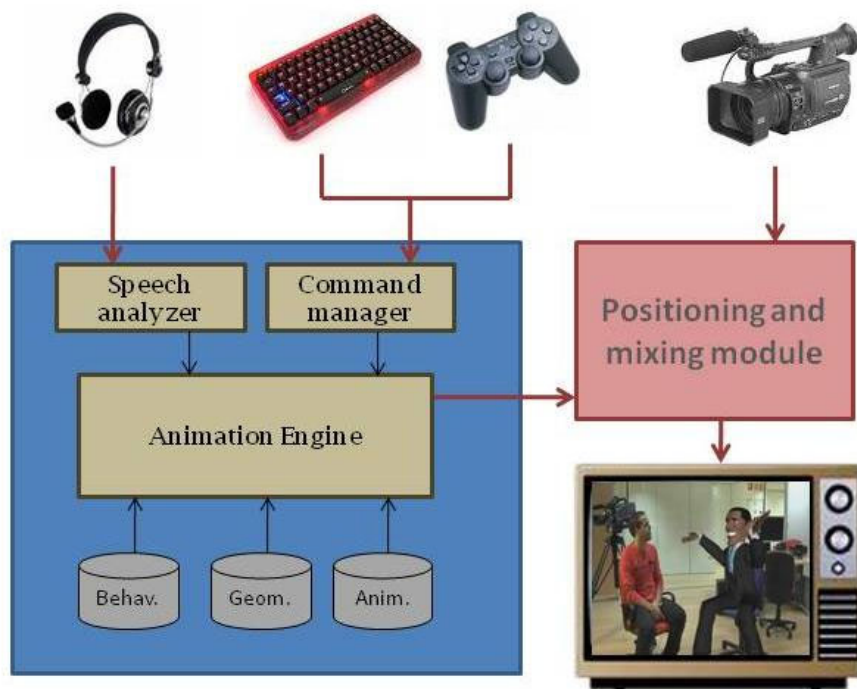 Speech
analyzer
Command
manager
Positioning and
mixing module
Animation Engine
Behav.
Geom.
Anim.